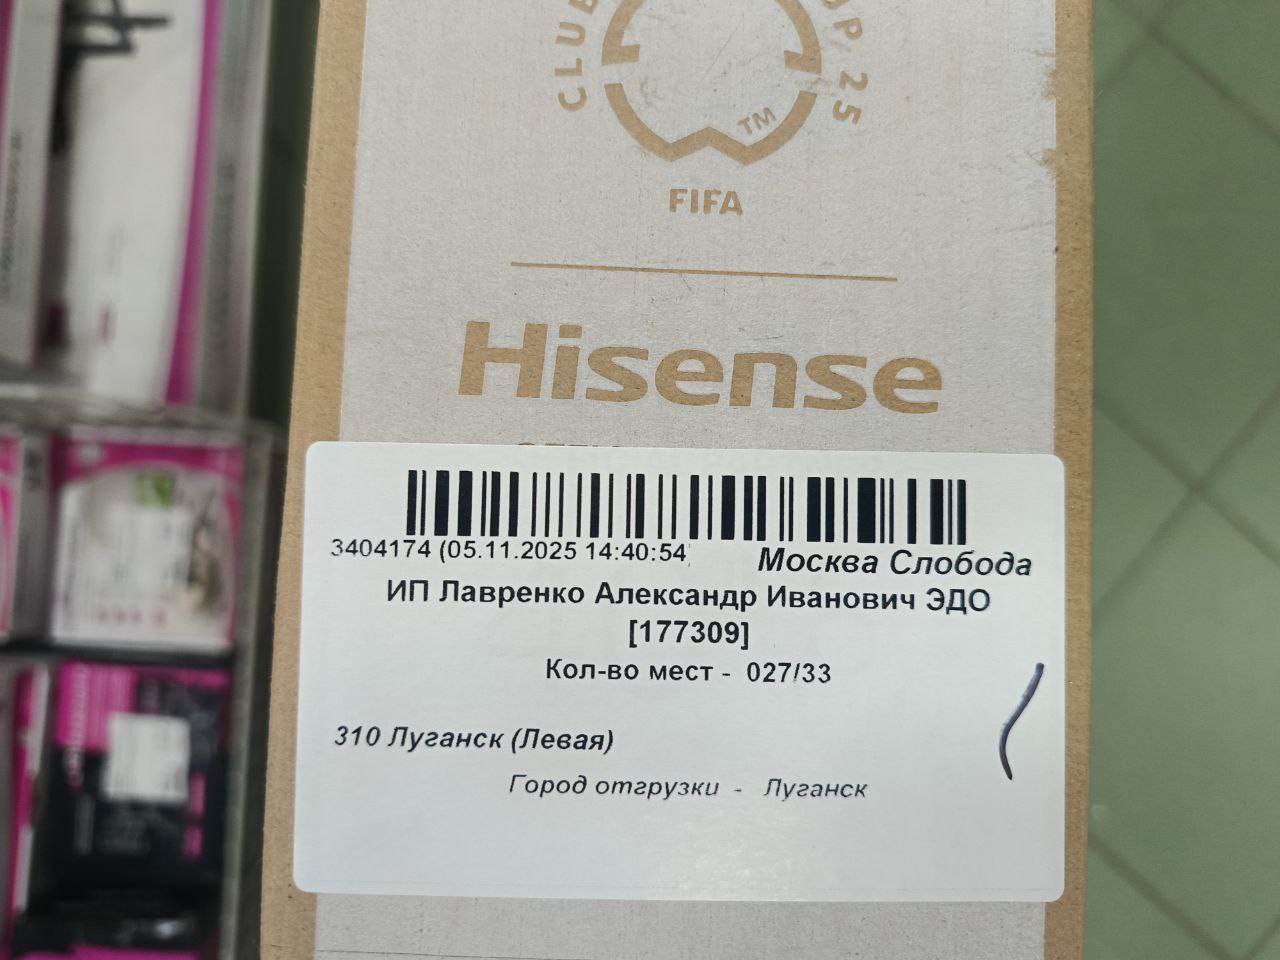 CLUB
UP 25
TM
FIFA
Hisense
3404174 (05.11.2025 14:40:54
Москва Слобода
ИП Лавренко Александр Иванович ЭДО
[177309]
Кол-во мест - 027/33
310 Луганск (Левая)
Город отгрузки - Луганск